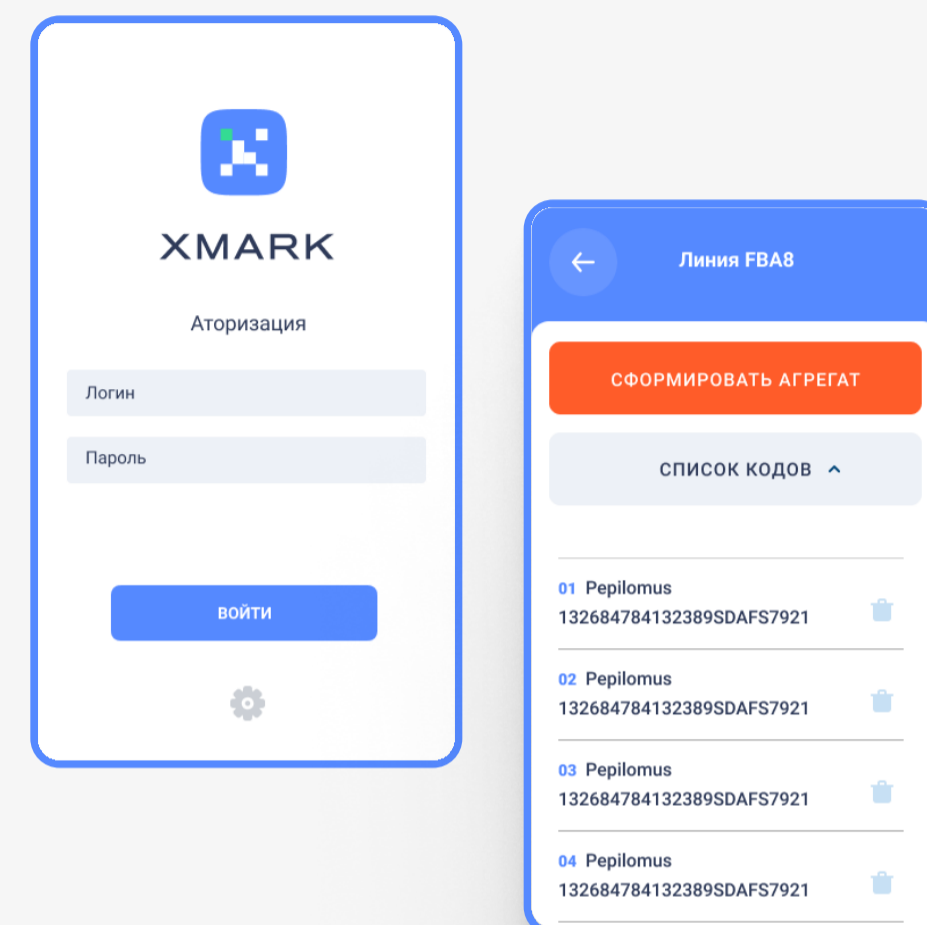 XMARK
Аторизация
Логин
Пароль
ВОЙТИ
Линия FBA8
СФОРМИРОВАТЬ АГРЕГАТ
СПИСОК КОДОВ
01 Pepilomus
132684784132389SDAFS7921
02 Pepilomus
132684784132389SDAFS7921
03 Pepilomus
132684784132389SDAFS7921
04 Pepilomus
132684784132389SDAFS7921